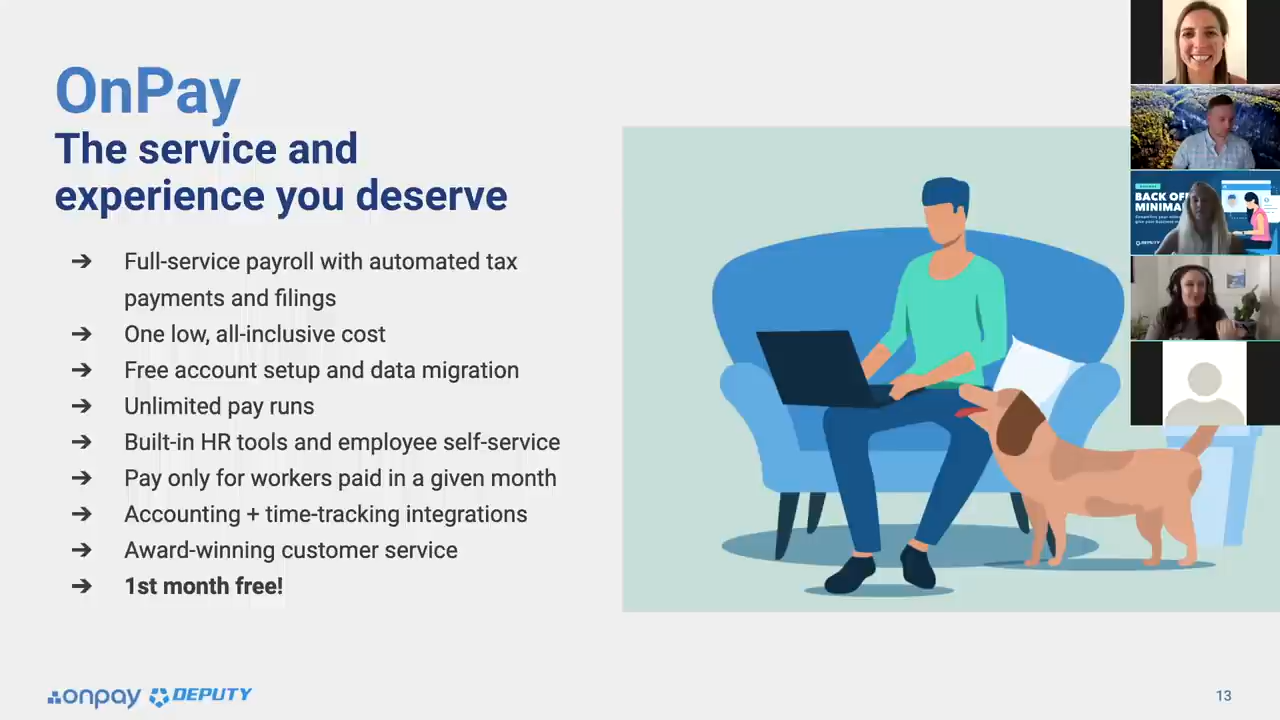 OnPay
The service and
experience you deserve
➔ Full-service payroll with automated tax
payments and filings
➔ One low, all-inclusive cost
➔ Free account setup and data migration
➔ Unlimited pay runs
➔ Built-in HR tools and employee self-service
➔ Pay only for workers paid in a given month
➔ Accounting + time-tracking integrations
➔ Award-winning customer service
➔ 1st month free!
BACK OF
MINIMA
DEPUTY
onpay DEPUTY
13